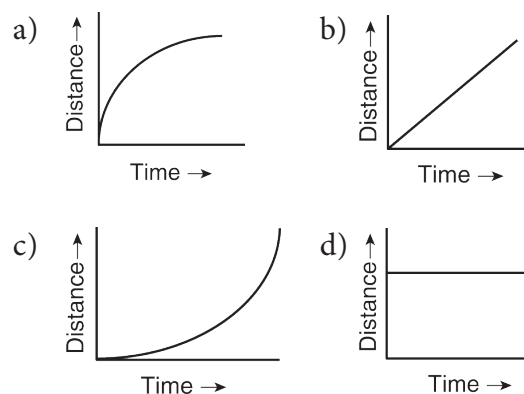 a)
Distance →
Time →
b)
Distance →
Time →
c)
Distance →
Time →
d)
Distance →
Time →